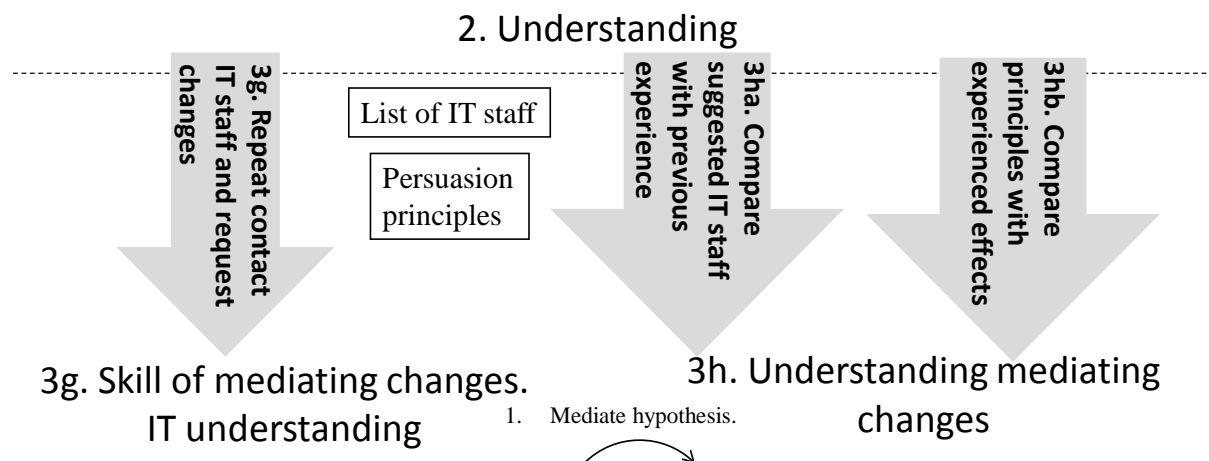 2. Understanding
3g. Repeat contact
IT staff and request
changes
List of IT staff
Persuasion
principles
3ha. Compare
suggested IT staff
with previous
experience
3hb. Compare
principles with
experienced effects
3g. Skill of mediating changes.
IT understanding
3h. Understanding mediating
changes
1. Mediate hypothesis.